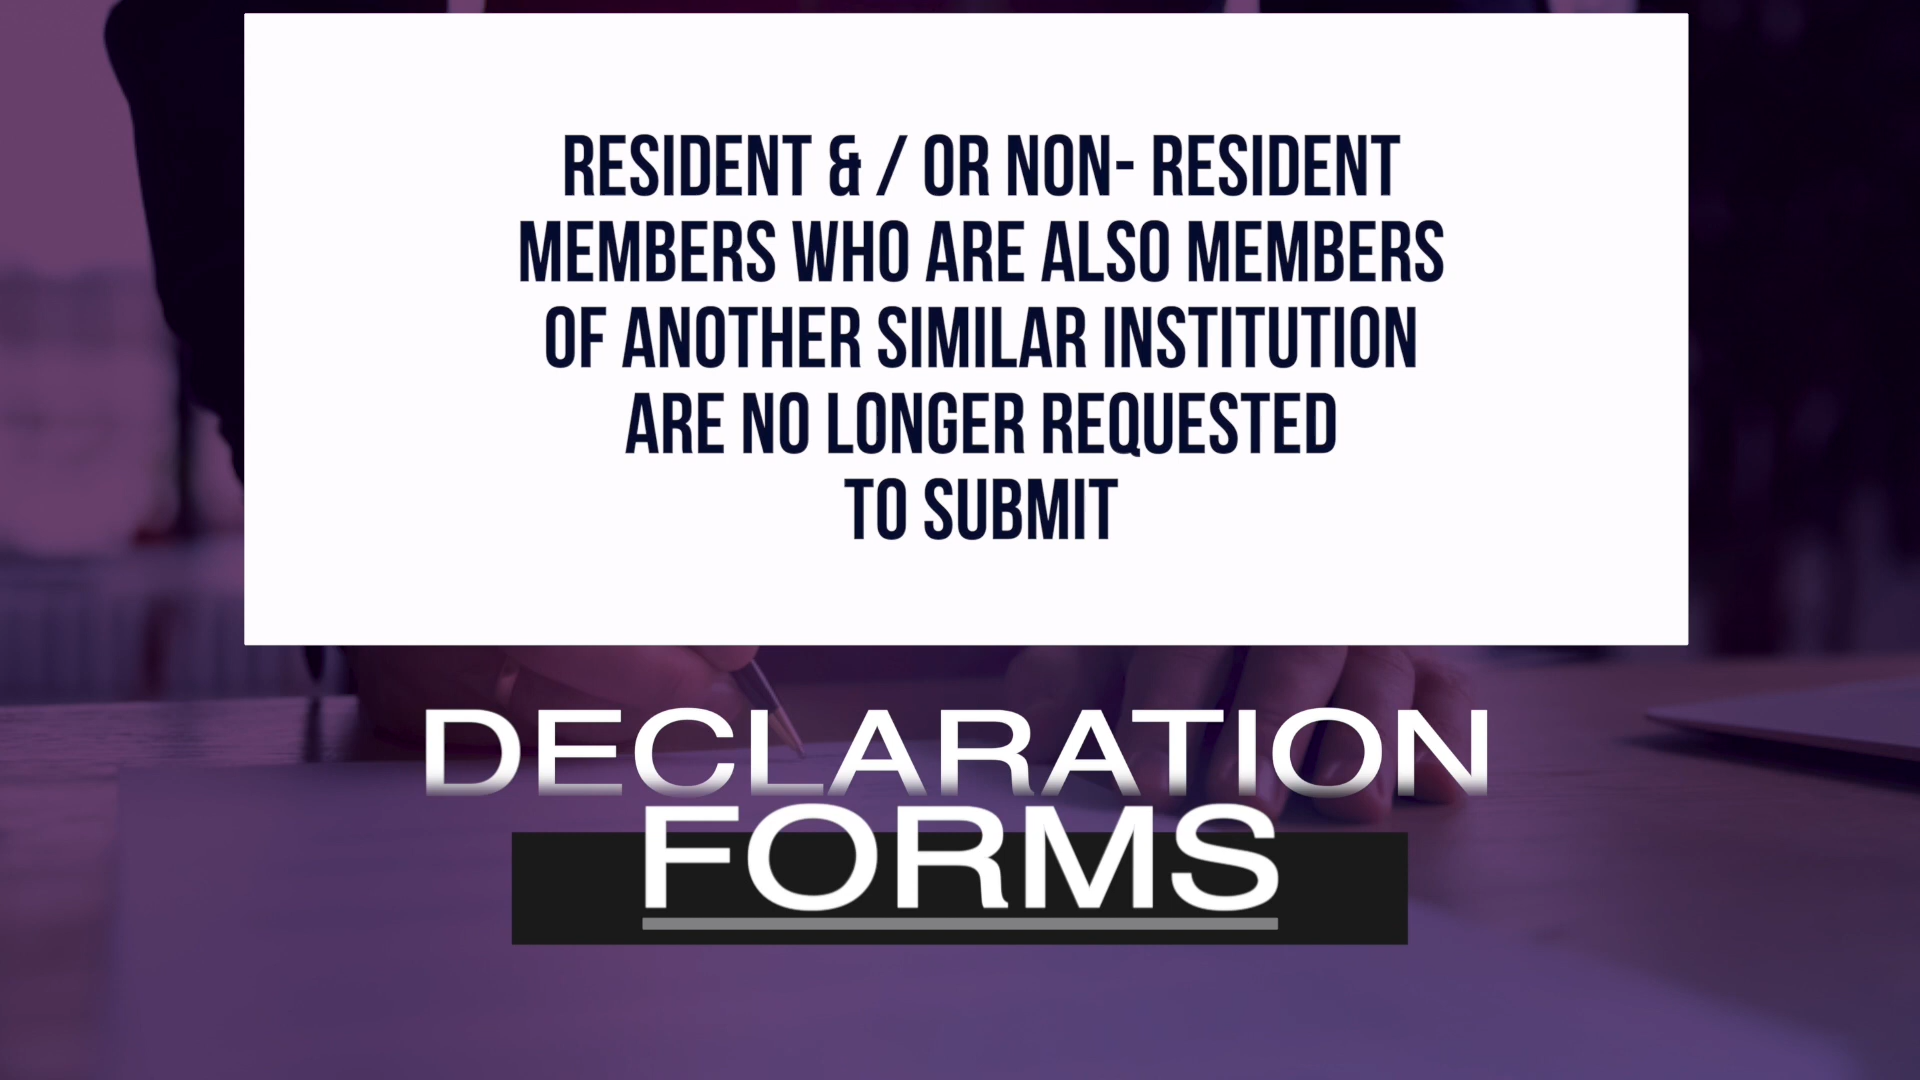 RESIDENT & / OR NON- RESIDENT
MEMBERS WHO ARE ALSO MEMBERS
OF ANOTHER SIMILAR INSTITUTION
ARE NO LONGER REQUESTED
TO SUBMIT
DECLARATION
FORMS